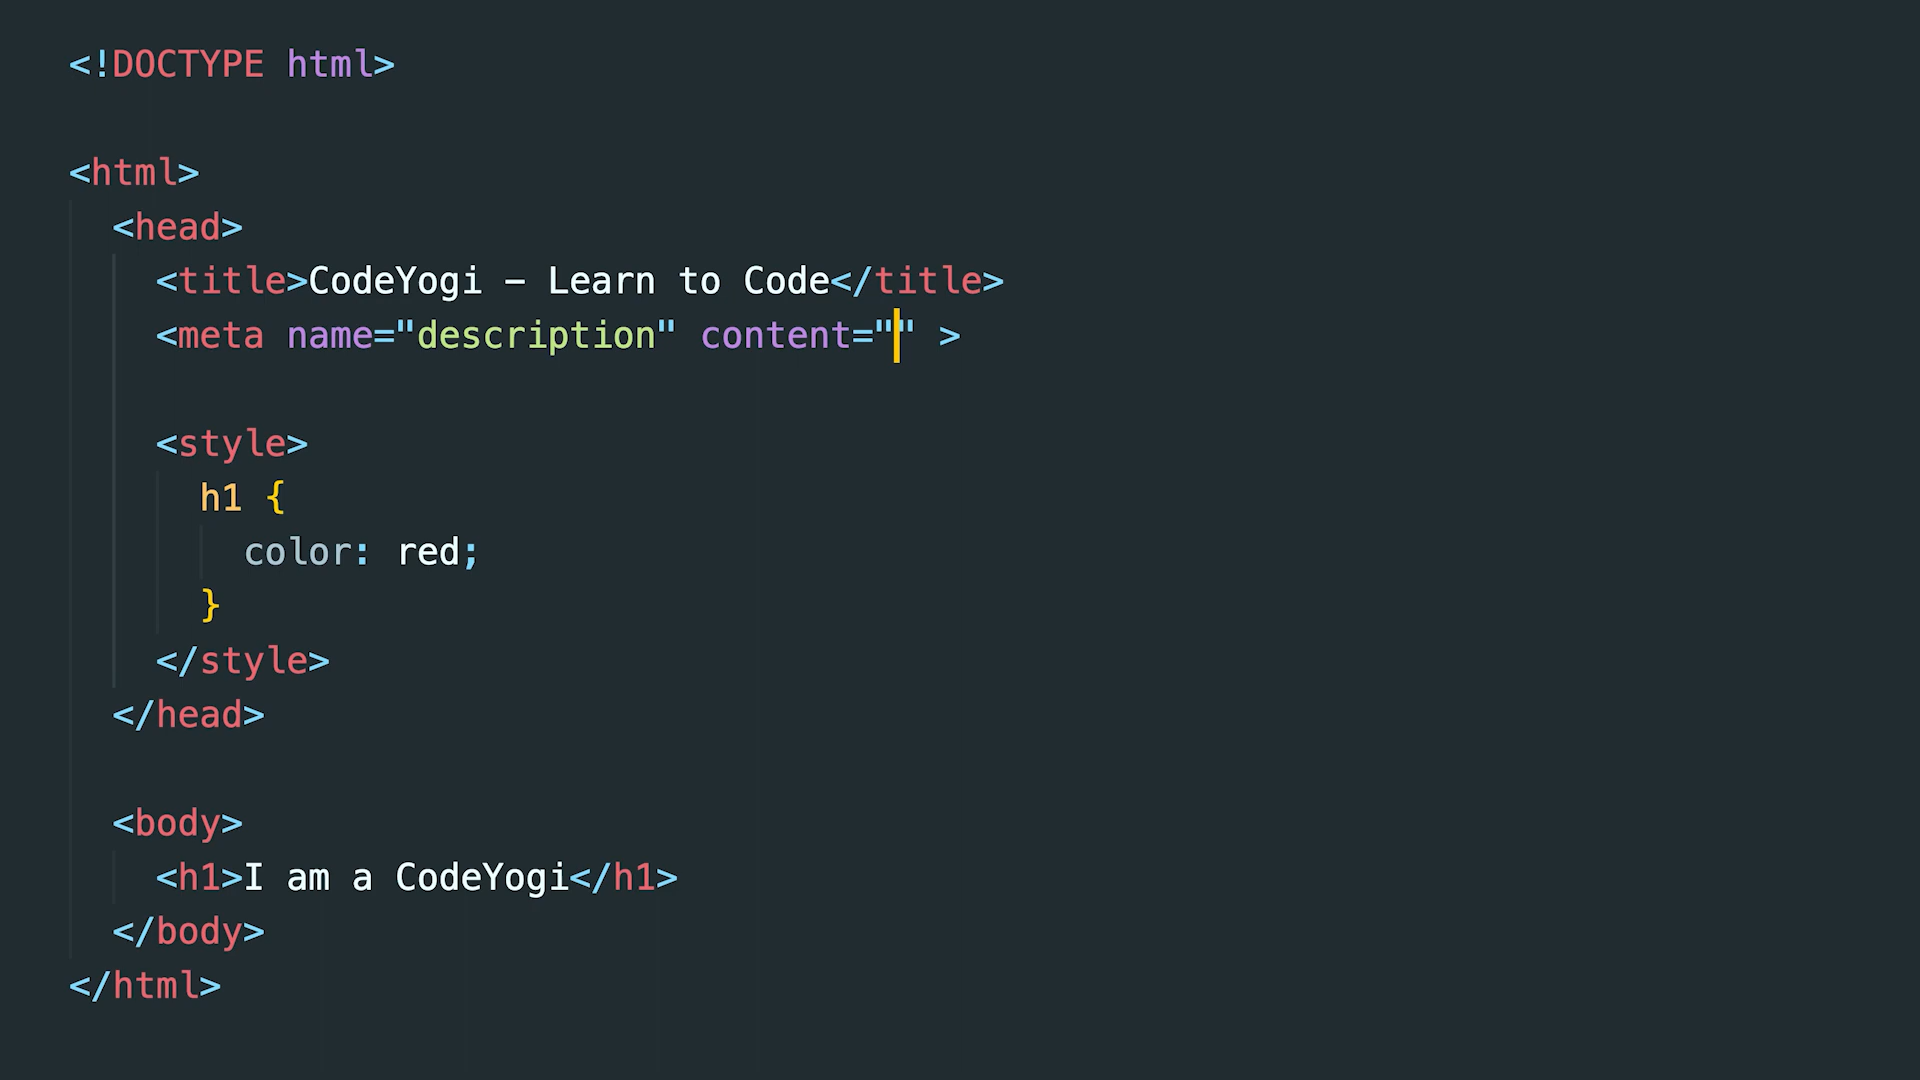 <!DOCTYPE html>
<html>
<head>
<title>CodeYogi - Learn to Code</title>
<meta name="description" content="" >
<style>
h1 {
color: red;
}
</style>
</head>
<body>
<h1>I am a CodeYogi</h1>
</body>
</html>